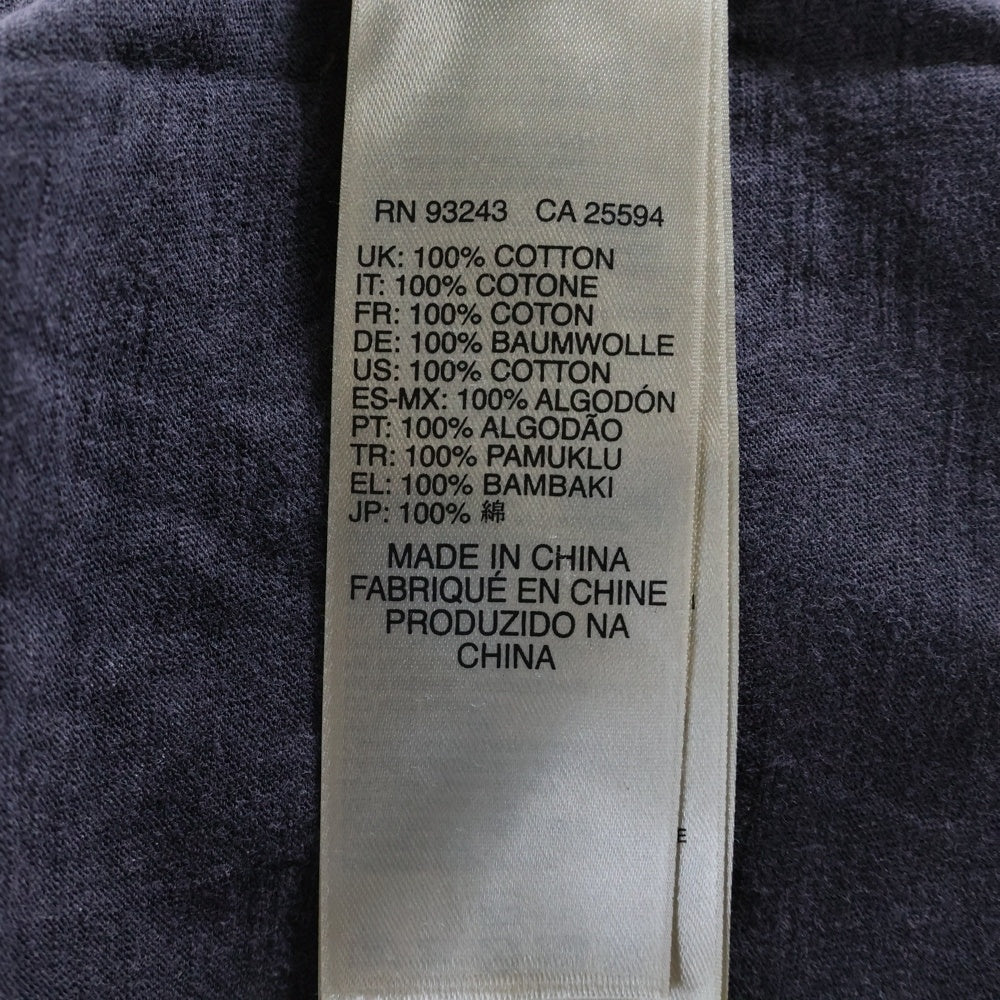 RN 93243 CA 25594
UK: 100% COTTON
IT: 100% COTONE
FR: 100% COTON
DE: 100% BAUMWOLLE
US: 100% COTTON
ES-MX: 100% ALGODÓN
PT: 100% ALGODÃO
TR: 100% PAMUKLU
EL: 100% BAMBAKI
JP: 100% 綿
MADE IN CHINA
FABRIQUÉ EN CHINE
PRODUZIDO NA
CHINA
E